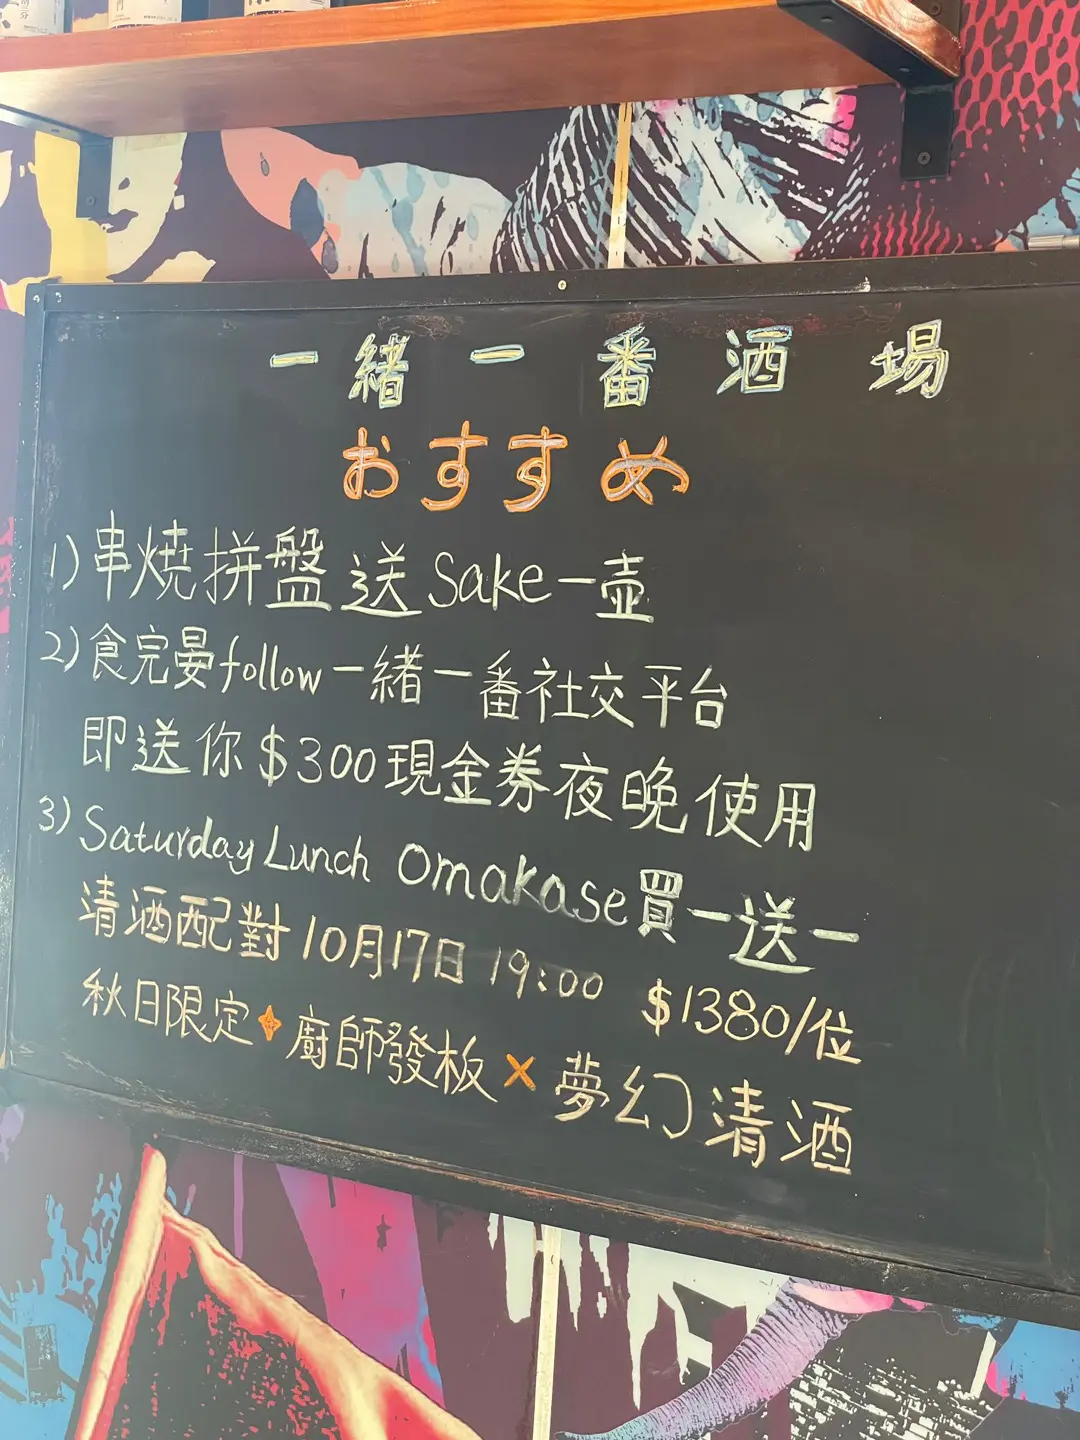 一緒一番酒場
おすすめ
1) 串燒拼盤送Sake一壺
2) 食完晏follow一緒一番社交平台
即送你$300現金券夜晚使用
3) Saturday Lunch Omakase買一送一
清酒配對10月17日 19:00 $1380/位
秋日限定✦廚師發板×夢幻清酒